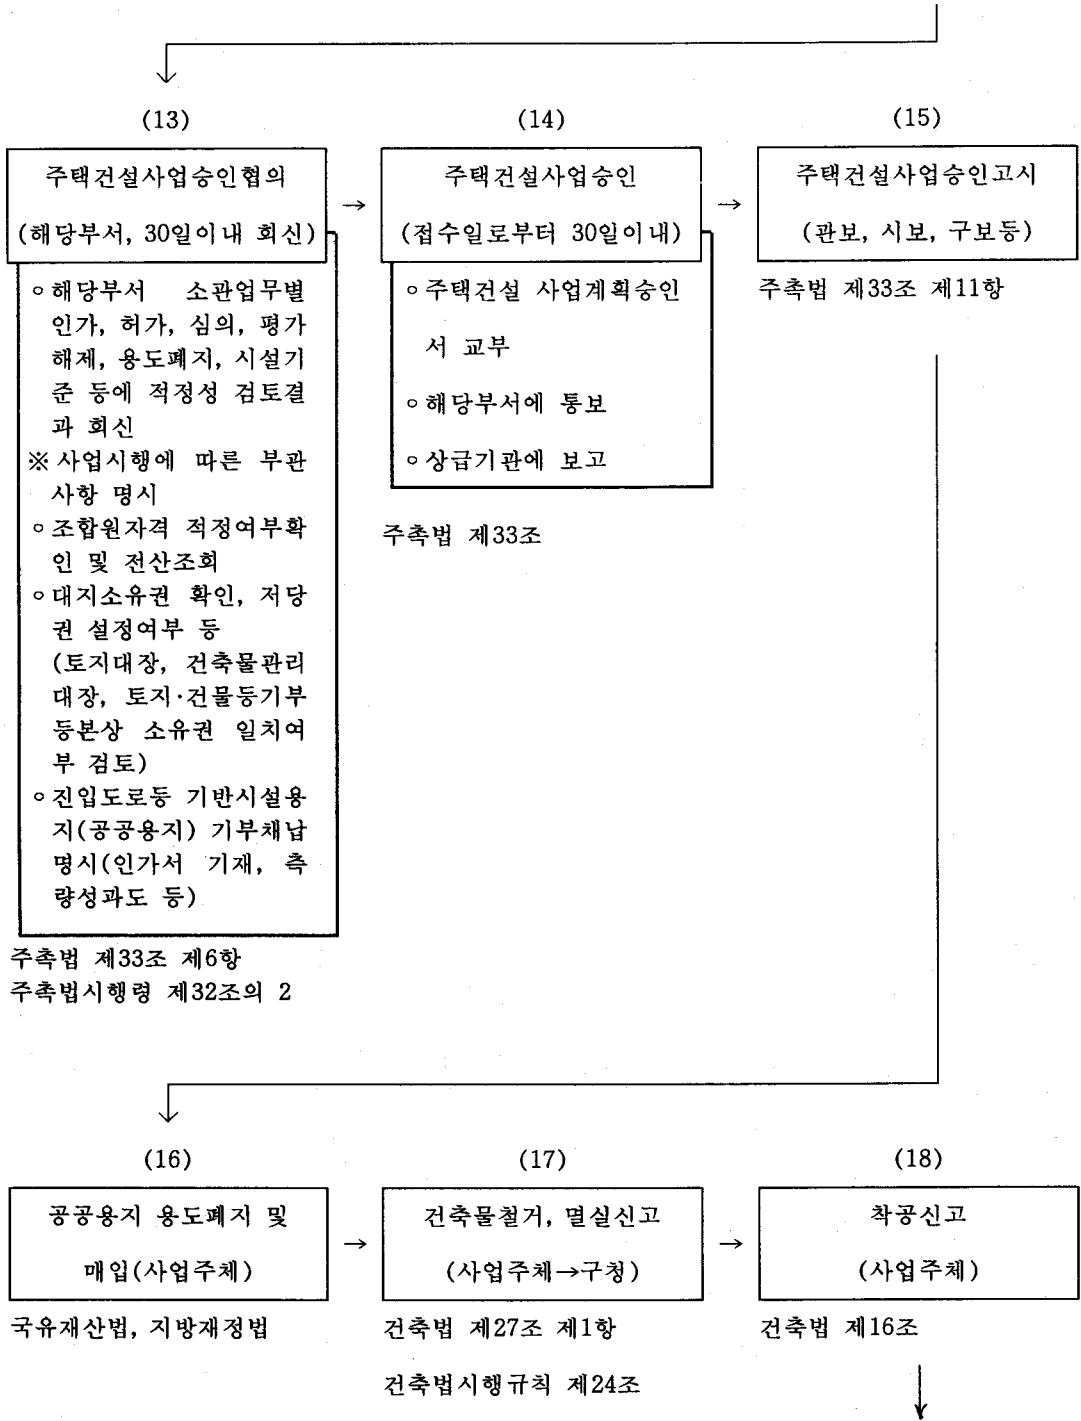 (13)
주택건설사업승인협의
(해당부서, 30일이내 회신)
ㅇ해당부서 소관업무별
인가, 허가, 심의, 평가
해제, 용도폐지, 시설기
준 등에 적정성 검토결
과 회신
※사업시행에 따른 부관
사항 명시
ㅇ조합원자격 적정여부확
인 및 전산조회
ㅇ대지소유권 확인, 저당
권 설정여부 등
(토지대장, 건축물관리
대장, 토지·건물등기부
등본상 소유권 일치여
부 검토)
ㅇ진입도로등 기반시설용
지(공공용지) 기부채납
명시(인가서 기재, 측
량성과도 등)
주촉법 제33조 제6항
주촉법시행령 제32조의 2
→
(14)
주택건설사업승인
(접수일로부터 30일이내)
ㅇ주택건설 사업계획승인
서 교부
ㅇ해당부서에 통보
ㅇ상급기관에 보고
주촉법 제33조
→
(15)
주택건설사업승인고시
(관보, 시보, 구보등)
주촉법 제33조 제11항
(16)
공공용지 용도폐지 및
매입(사업주체)
국유재산법, 지방재정법
→
(17)
건축물철거, 멸실신고
(사업주체→구청)
건축법 제27조 제1항
건축법시행규칙 제24조
→
(18)
착공신고
(사업주체)
건축법 제16조